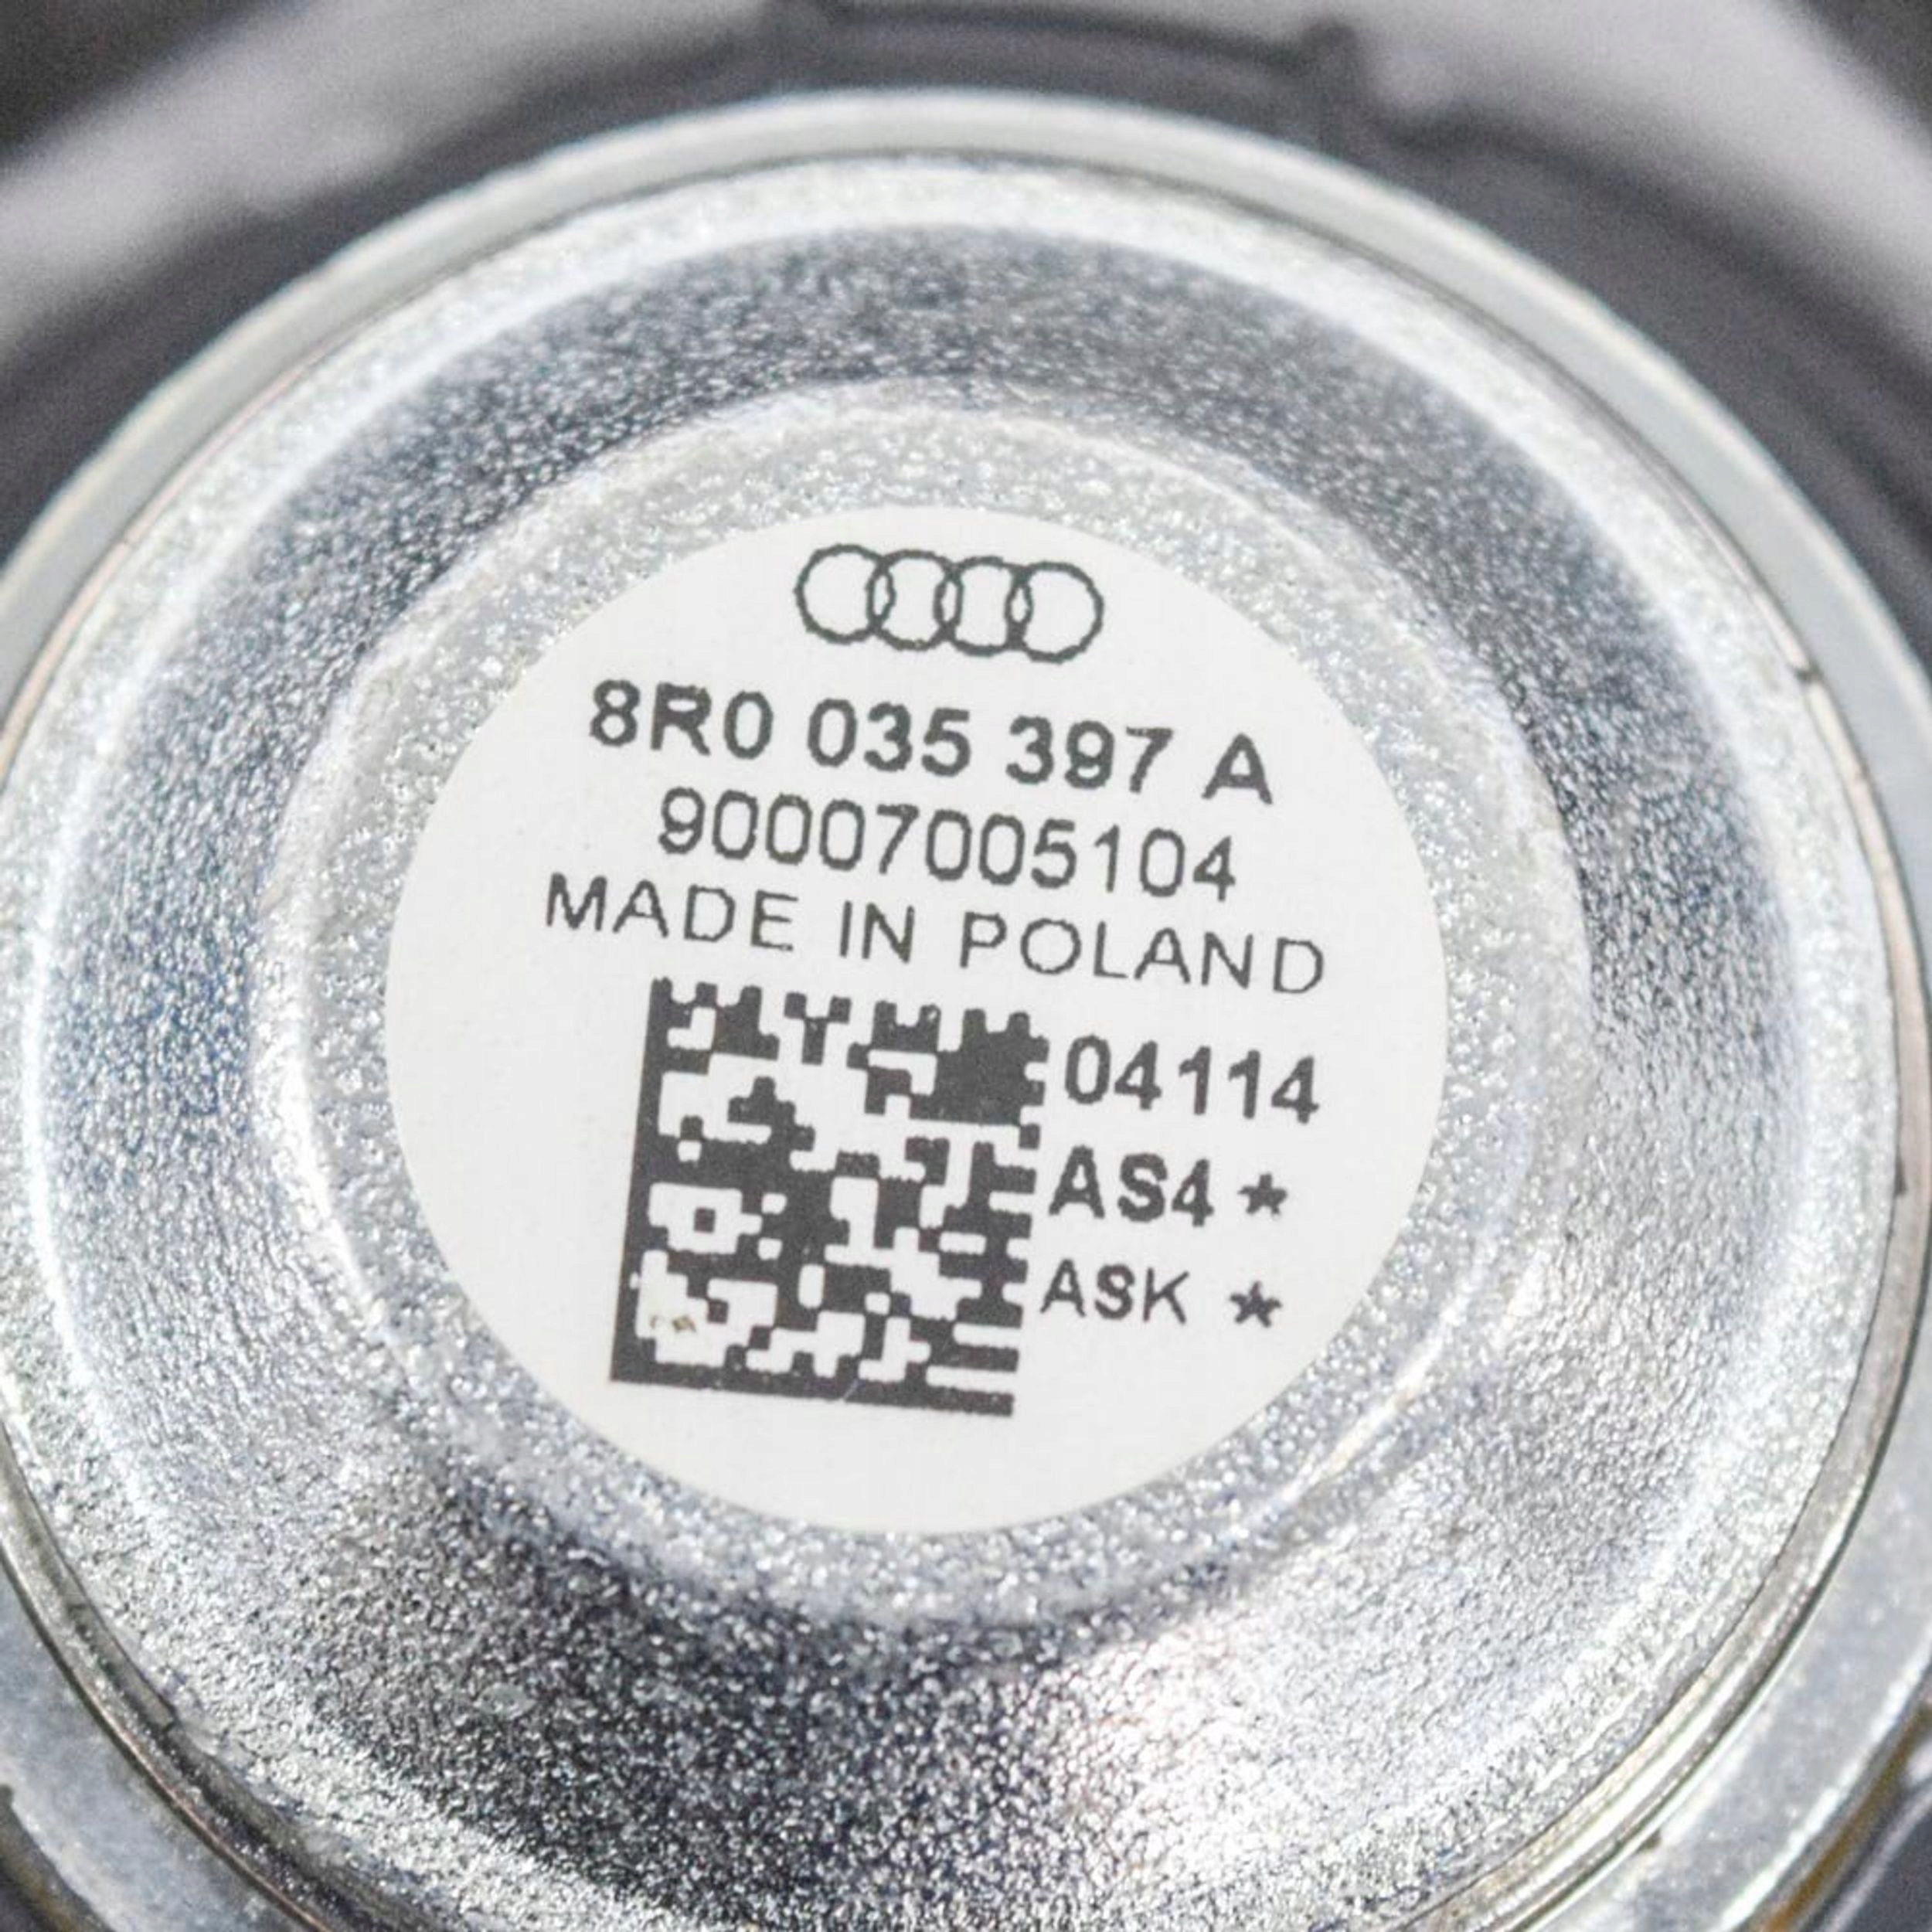 8R0 035 397 A
90007005104
MADE IN POLAND
04114
AS4 ★
ASK ★